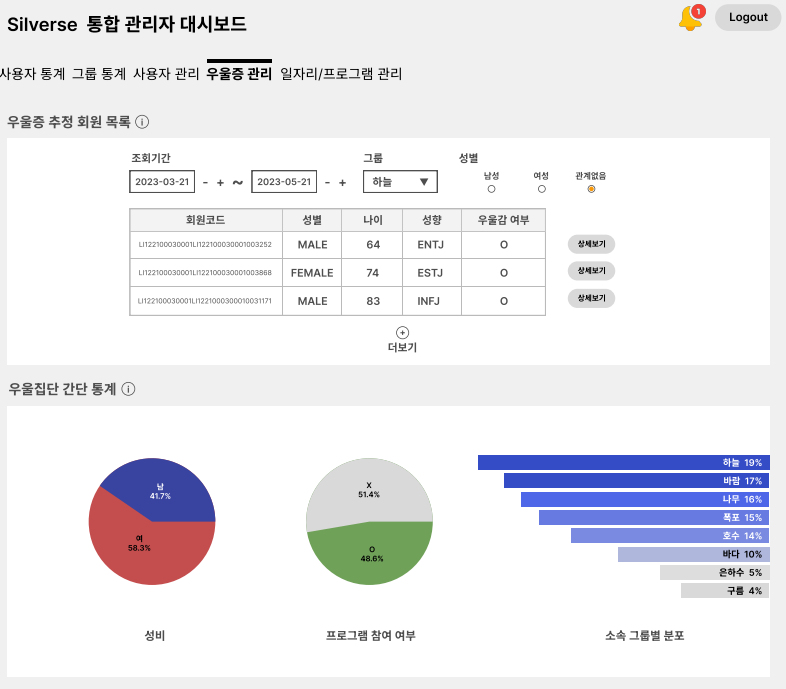 Silverse 통합 관리자 대시보드
1
Logout
사용자 통계 그룹 통계 사용자 관리 우울증 관리 일자리/프로그램 관리
우울증 추정 회원 목록 ⓘ
조회기간 그룹 성별
남성 여성 관계없음
2023-03-21 - + ~ 2023-05-21 - + 하늘 ▼
회원코드 성별 나이 성향 우울감 여부
LI122100030001LI122100030001003252 MALE 64 ENTJ O 상세보기
LI122100030001LI122100030001003868 FEMALE 74 ESTJ O 상세보기
LI122100030001LI1221000300010031171 MALE 83 INFJ O 상세보기
+
더보기
우울집단 간단 통계 ⓘ
남
41.7%
여
58.3%
성비
X
51.4%
O
48.6%
프로그램 참여 여부
하늘 19%
바람 17%
나무 16%
폭포 15%
호수 14%
바다 10%
은하수 5%
구름 4%
소속 그룹별 분포